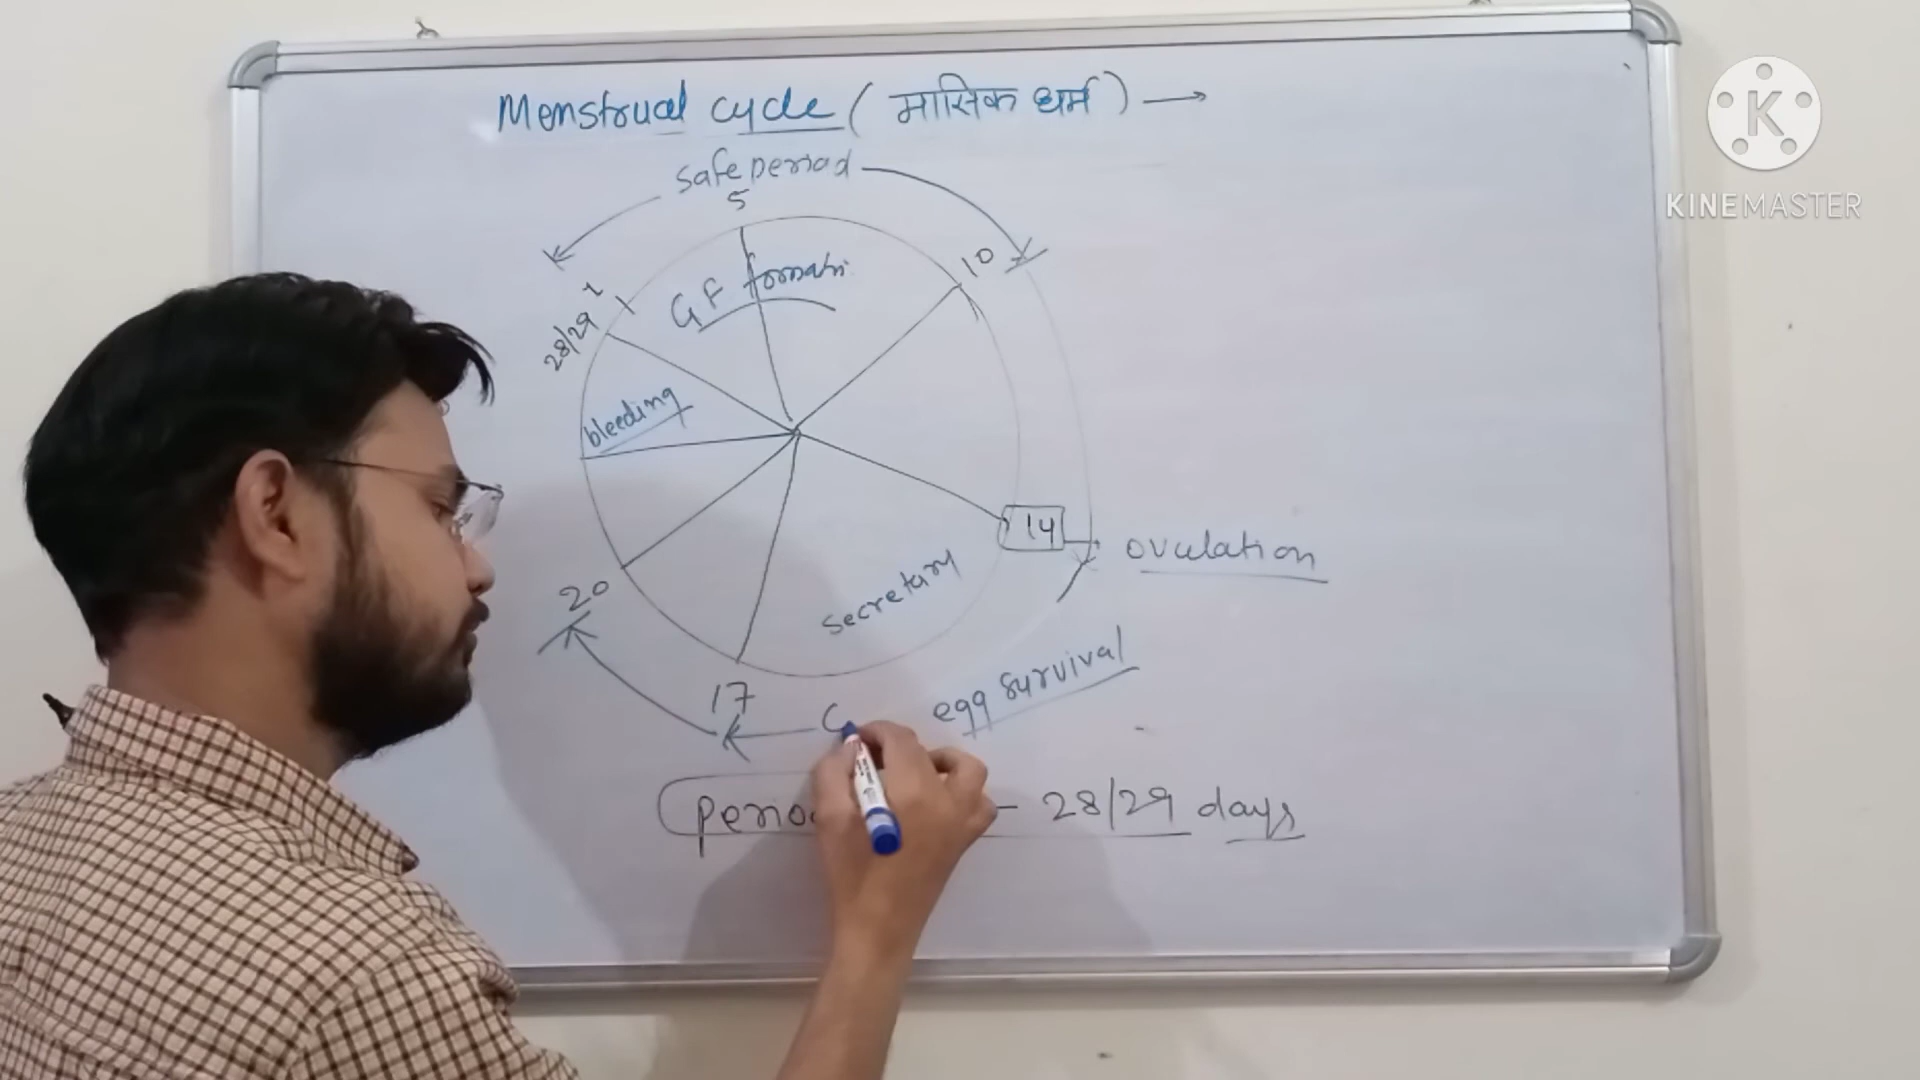 Menstrual cycle ( मासिक धर्म ) →
safe period
5
10
1
28/29
GF formatn
bleeding
14 → ovulation
secretary
20
17
egg survival
C
28/29 days
KINEMASTER